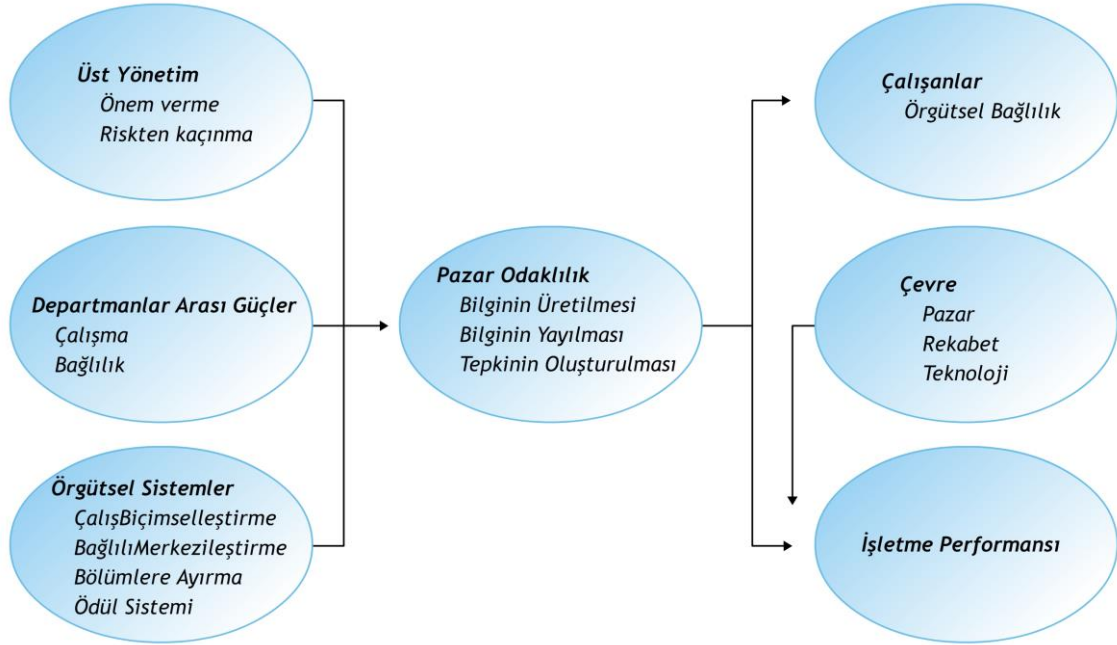 Üst Yönetim
Önem verme
Riskten kaçınma
Departmanlar Arası Güçler
Çalışma
Bağlılık
Örgütsel Sistemler
ÇalışBiçimselleştirme
BağlılıMerkezileştirme
Bölümlere Ayırma
Ödül Sistemi
Pazar Odaklılık
Bilginin Üretilmesi
Bilginin Yayılması
Tepkinin Oluşturulması
Çalışanlar
Örgütsel Bağlılık
Çevre
Pazar
Rekabet
Teknoloji
İşletme Performansı